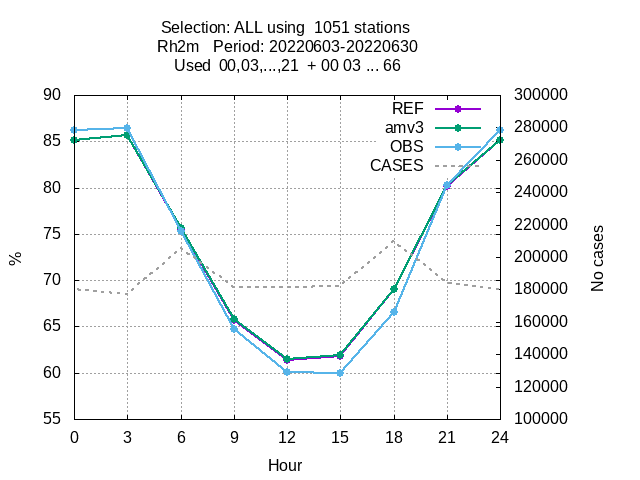 Selection: ALL using  1051 stations
Rh2m   Period: 20220603-20220630
Used  00,03,...,21  + 00 03 ... 66
90
85
80
75
70
65
60
55
%
300000
280000
260000
240000
220000
200000
180000
160000
140000
120000
100000
No cases
REF
amv3
OBS
CASES
0 3 6 9 12 15 18 21 24
Hour